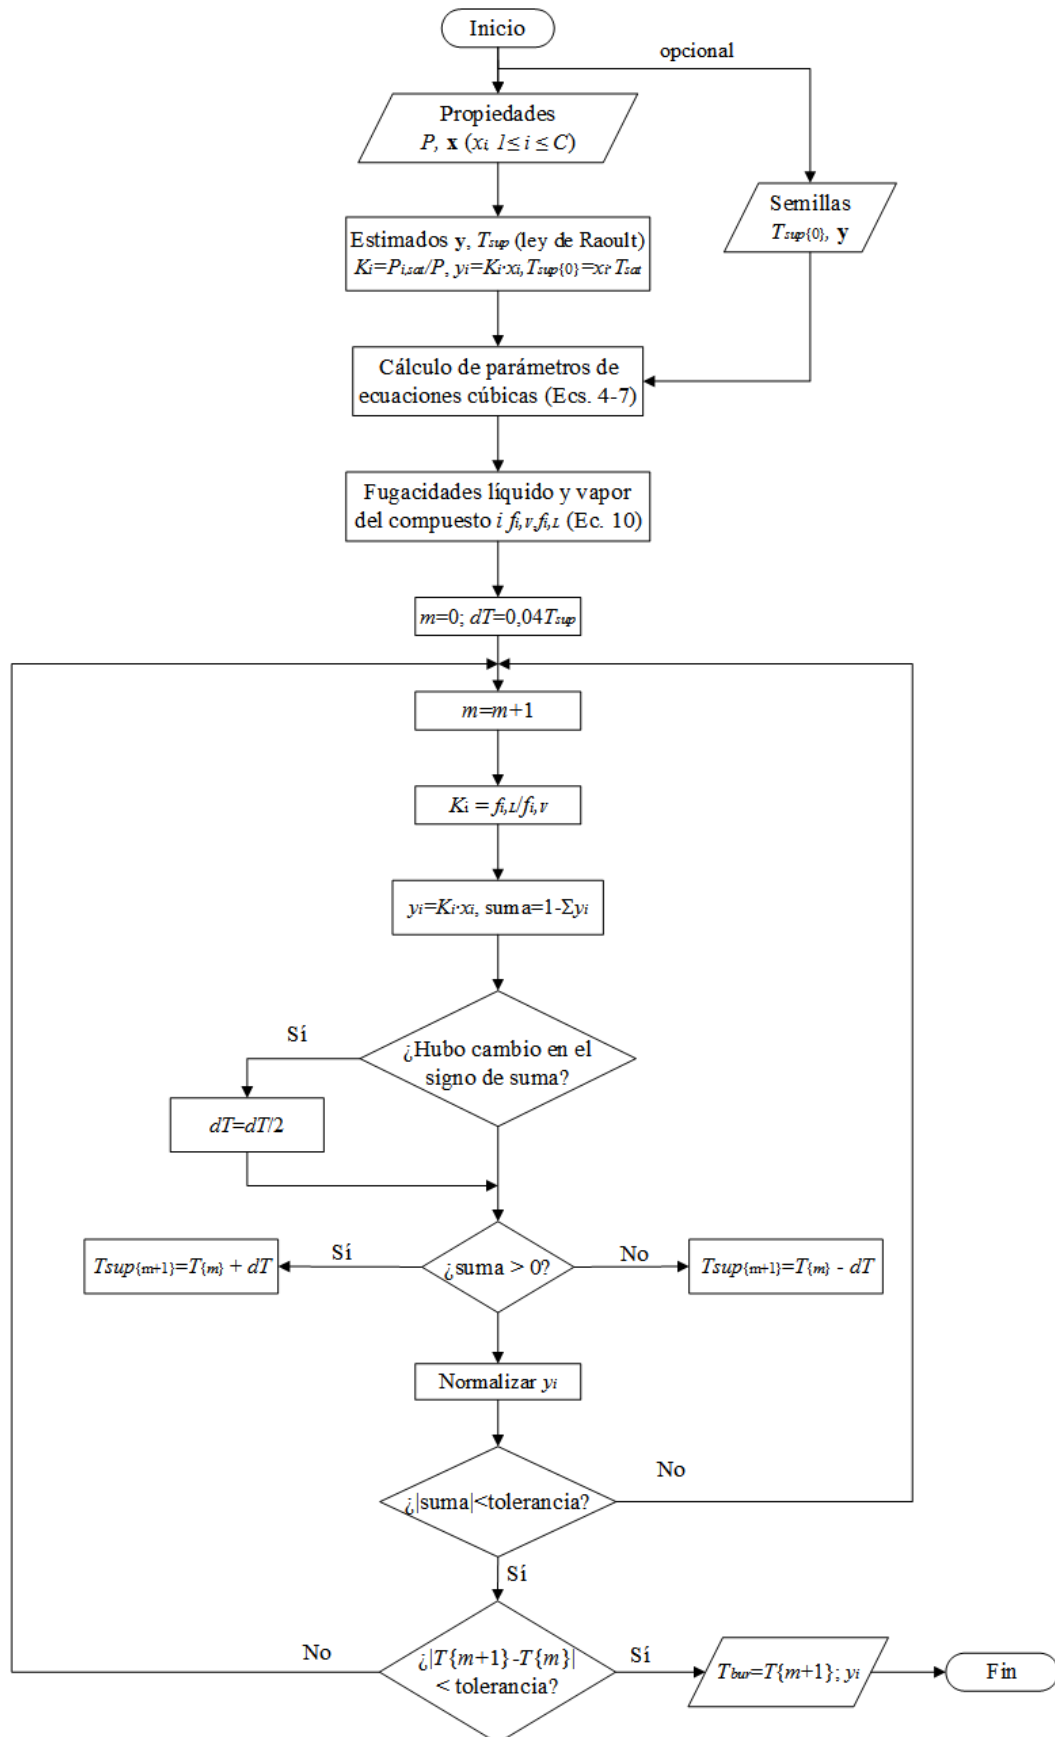 Inicio
opcional
Propiedades
P, x (xi, 1≤ i ≤ C)
Semillas
Tsup{0}, y
Estimados y, Tsup (ley de Raoult)
Ki=Pi,sat/P, yi=Ki·xi, Tsup{0}=xi·Tsat
Cálculo de parámetros de
ecuaciones cúbicas (Ecs. 4-7)
Fugacidades líquido y vapor
del compuesto i fi,V,fi,L (Ec. 10)
m=0; dT=0,04Tsup
m=m+1
Ki = fi,L/fi,V
yi=Ki·xi, suma=1-Σyi
Sí
¿Hubo cambio en el
signo de suma?
dT=dT/2
Tsup{m+1}=T{m} + dT
Sí
¿suma > 0?
No
Tsup{m+1}=T{m} - dT
Normalizar yi
¿|suma|<tolerancia?
No
Sí
No
¿|T{m+1}-T{m}|
< tolerancia?
Sí
Tbur=T{m+1}; yi
Fin